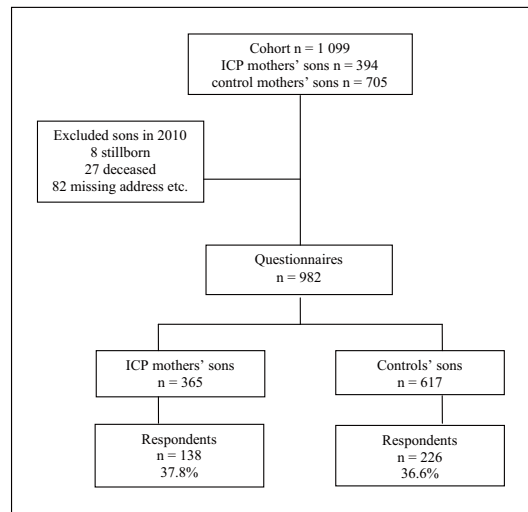 Cohort n = 1 099
ICP mothers' sons n = 394
control mothers' sons n = 705
Excluded sons in 2010
8 stillborn
27 deceased
82 missing address etc.
Questionnaires
n = 982
ICP mothers' sons
n = 365
Controls' sons
n = 617
Respondents
n = 138
37.8%
Respondents
n = 226
36.6%